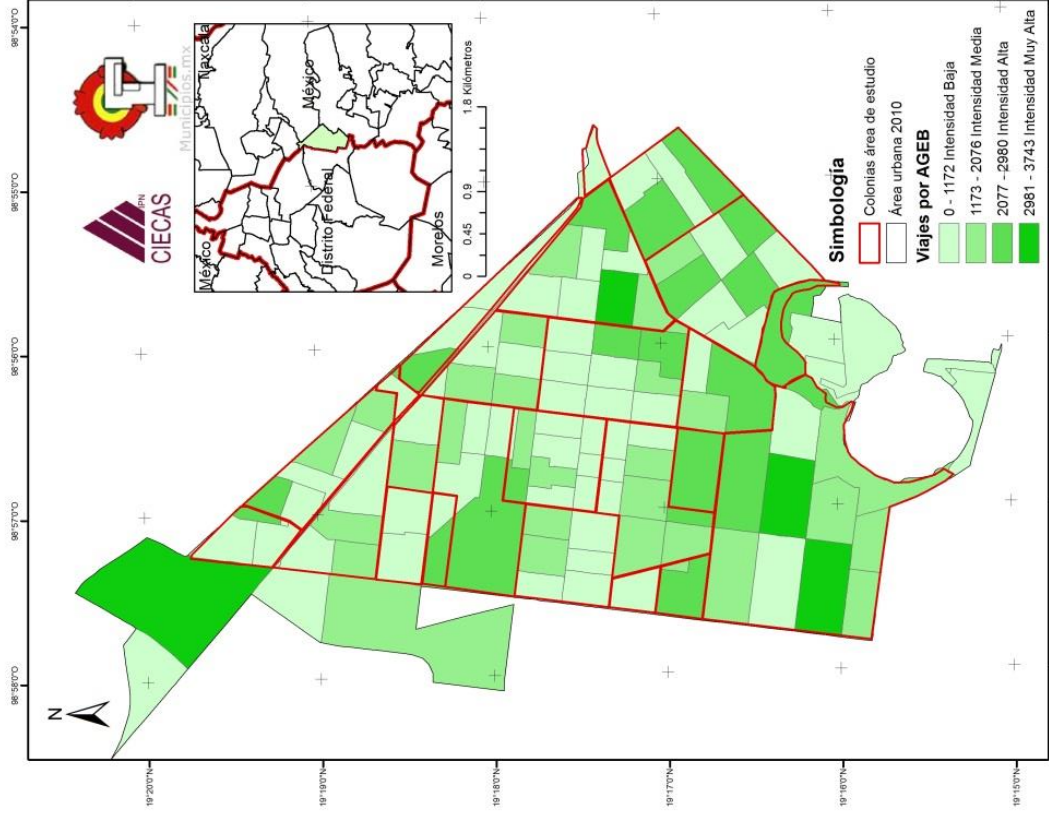 98°58'0"O
98°57'0"O
98°56'0"O
98°55'0"O
98°54'0"O
N
CIECAS
IPN
Municipios.mx
México
Tlaxcala
México
Distrito Federal
Morelos
0 0.45 0.9 1.8 Kilómetros
19°20'0"N
19°19'0"N
19°18'0"N
19°17'0"N
19°16'0"N
19°15'0"N
Simbología
Colonias área de estudio
Área urbana 2010
Viajes por AGEB
0 - 1172 Intensidad Baja
1173 - 2076 Intensidad Media
2077 --2980 Intensidad Alta
2981 - 3743 Intensidad Muy Alta